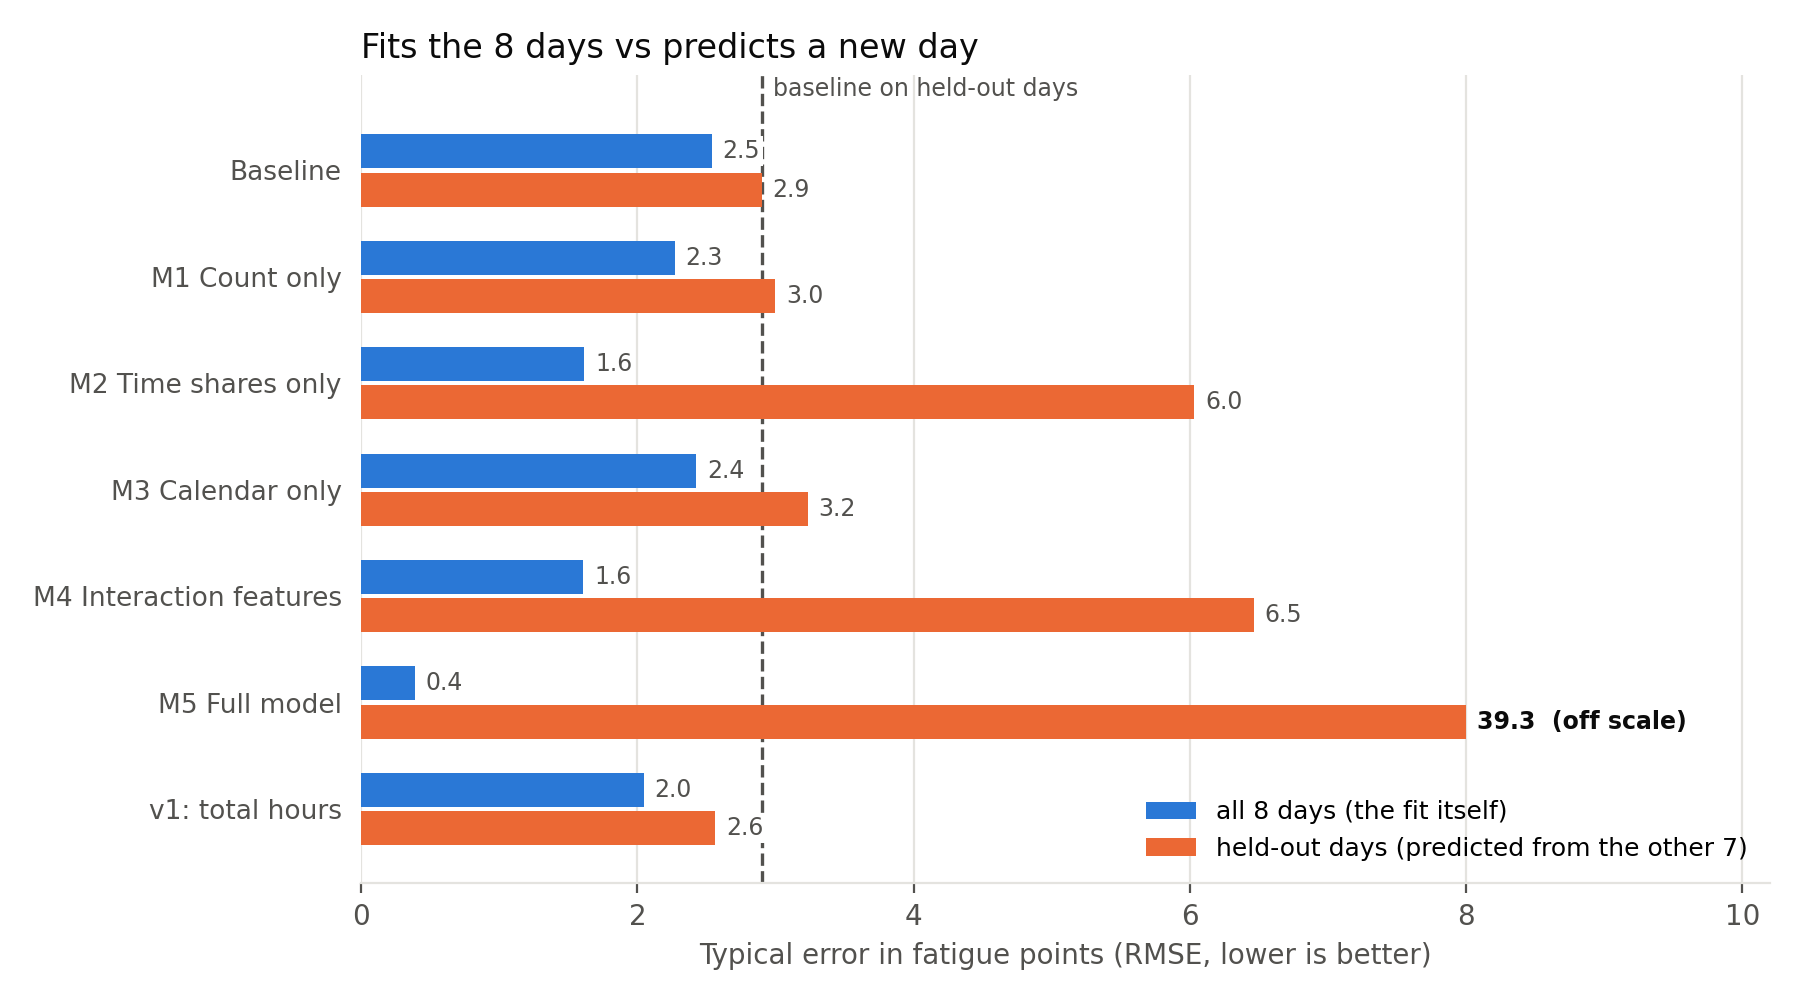 Fits the 8 days vs predicts a new day
baseline on held-out days
Baseline
2.5
2.9
M1 Count only
2.3
3.0
M2 Time shares only
1.6
6.0
M3 Calendar only
2.4
3.2
M4 Interaction features
1.6
6.5
M5 Full model
0.4
39.3 (off scale)
v1: total hours
2.0
2.6
all 8 days (the fit itself)
held-out days (predicted from the other 7)
0 2 4 6 8 10
Typical error in fatigue points (RMSE, lower is better)